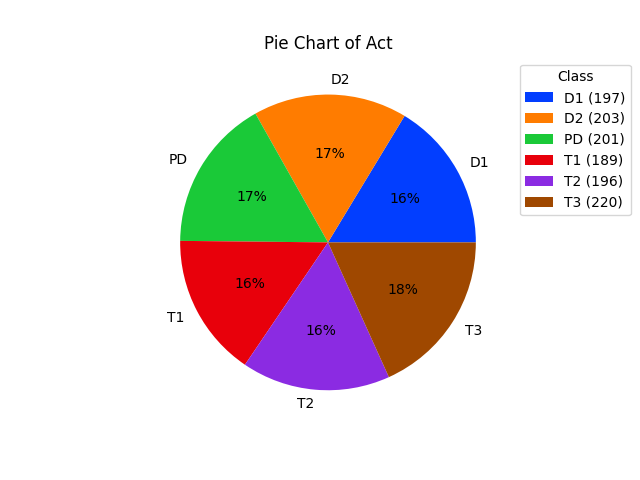 Pie Chart of Act
Class
D1 (197)
D2 (203)
PD (201)
T1 (189)
T2 (196)
T3 (220)
D2
17%
PD
D1
17%
16%
16%
18%
T1
16%
T3
T2